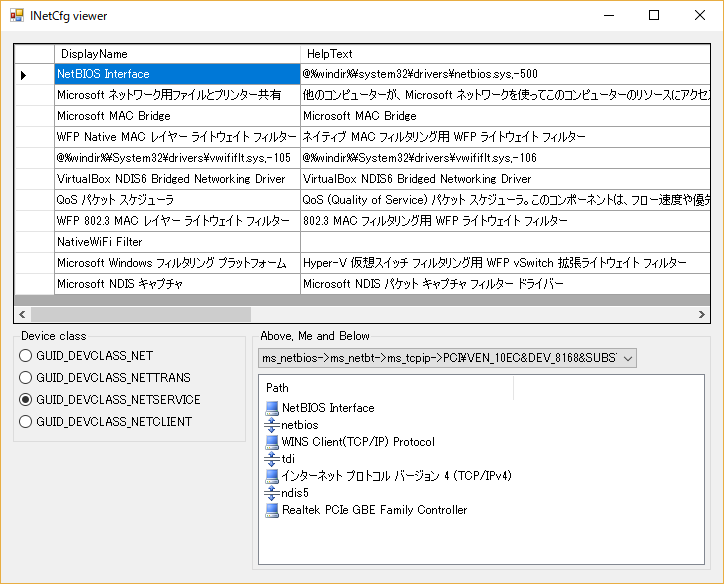 INetCfg viewer
DisplayName HelpText
NetBIOS Interface @%windir%¥system32¥drivers¥netbios.sys,-500
Microsoft ネットワーク用ファイルとプリンター共有 他のコンピューターが、Microsoft ネットワークを使ってこのコンピューターのリソースにアクセス
Microsoft MAC Bridge Microsoft MAC Bridge
WFP Native MAC レイヤー ライトウェイト フィルター ネイティブ MAC フィルタリング用 WFP ライトウェイト フィルター
@%windir%¥System32¥drivers¥vwififlt.sys,-105 @%windir%¥System32¥drivers¥vwififlt.sys,-106
VirtualBox NDIS6 Bridged Networking Driver VirtualBox NDIS6 Bridged Networking Driver
QoS パケット スケジューラ QoS (Quality of Service) パケット スケジューラ。このコンポーネントは、フロー速度や優先
WFP 802.3 MAC レイヤー ライトウェイト フィルター 802.3 MAC フィルタリング用 WFP ライトウェイト フィルター
NativeWiFi Filter
Microsoft Windows フィルタリング プラットフォーム Hyper-V 仮想スイッチ フィルタリング用 WFP vSwitch 拡張ライトウェイト フィルター
Microsoft NDIS キャプチャ Microsoft NDIS パケット キャプチャ フィルター ドライバー
Device class
GUID_DEVCLASS_NET
GUID_DEVCLASS_NETTRANS
GUID_DEVCLASS_NETSERVICE
GUID_DEVCLASS_NETCLIENT
Above, Me and Below
ms_netbios->ms_netbt->ms_tcpip->PCI¥VEN_10EC&DEV_8168&SUBS
Path
NetBIOS Interface
netbios
WINS Client(TCP/IP) Protocol
tdi
インターネット プロトコル バージョン 4 (TCP/IPv4)
ndis5
Realtek PCIe GBE Family Controller